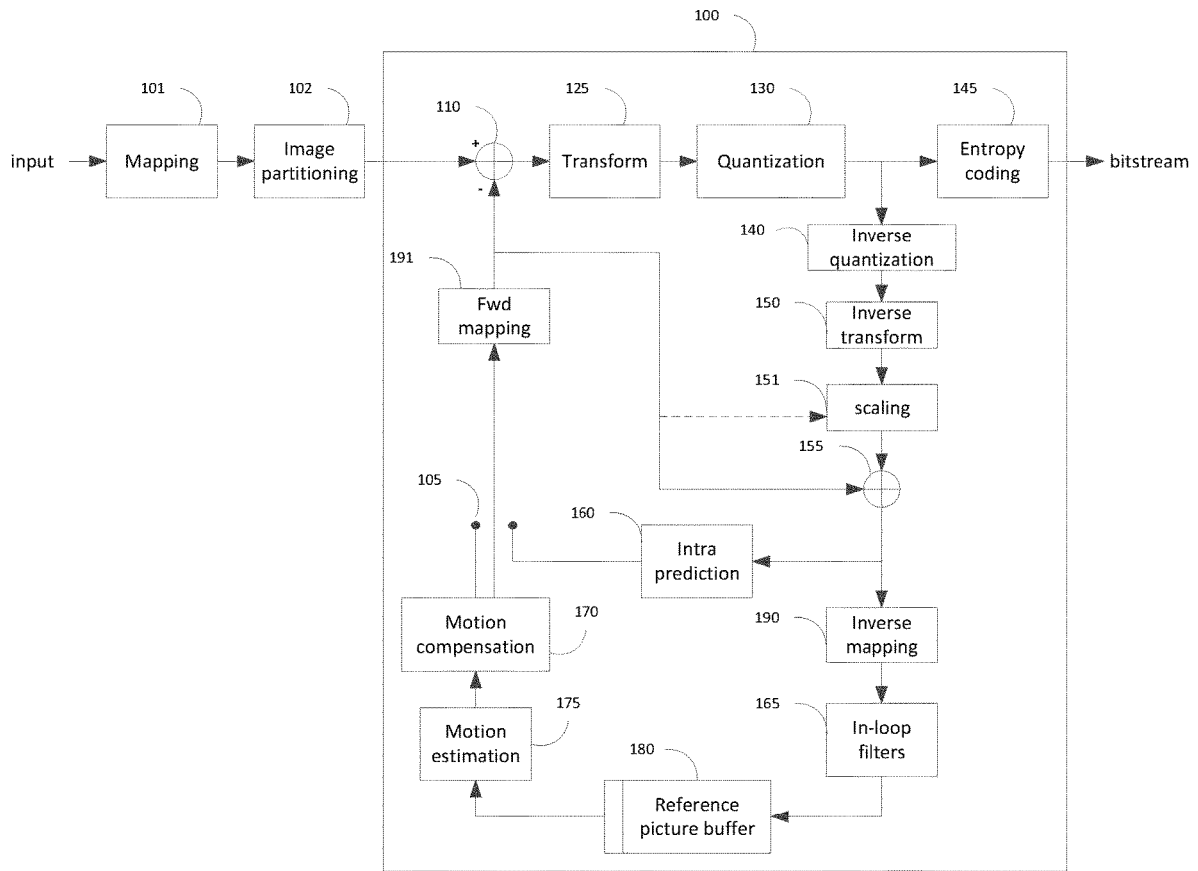 100
101
102
110
125
130
145
input
Mapping
Image
partitioning
+
-
Transform
Quantization
Entropy
coding
bitstream
140
Inverse
quantization
191
Fwd
mapping
150
Inverse
transform
151
scaling
155
105
160
Intra
prediction
190
Inverse
mapping
Motion
compensation
170
175
Motion
estimation
165
In-loop
filters
180
Reference
picture buffer